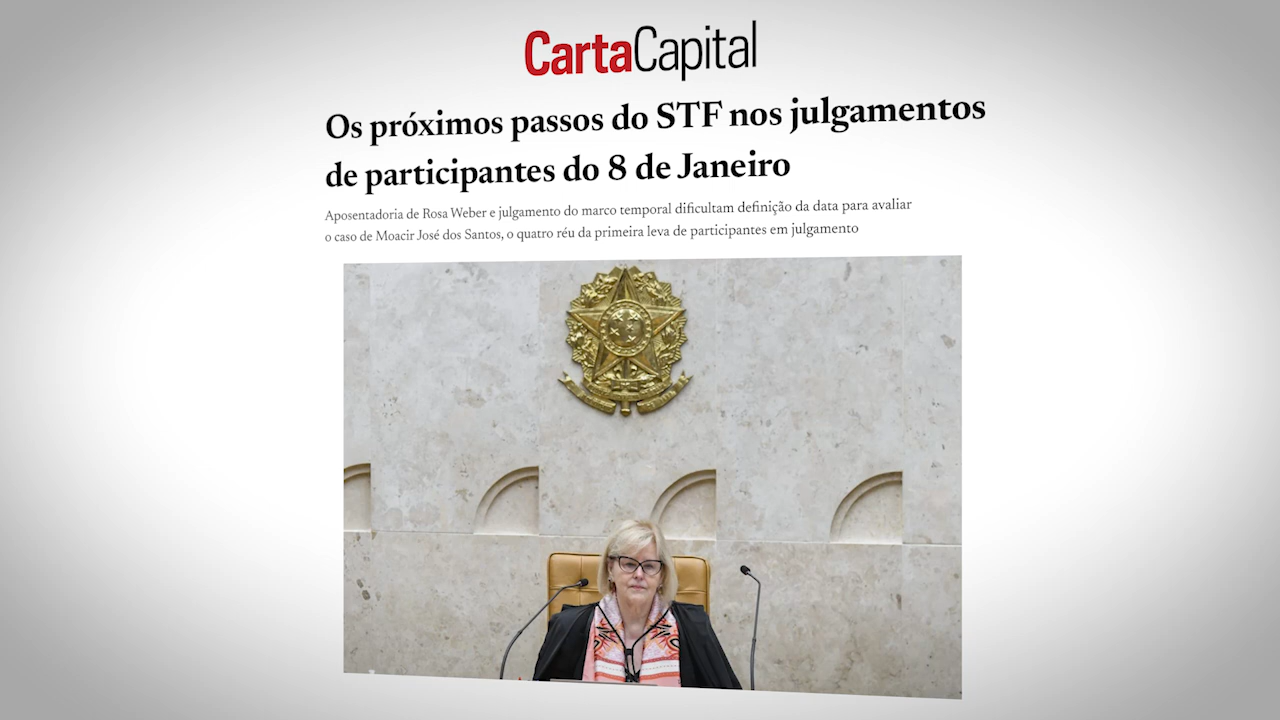 CartaCapital
Os próximos passos do STF nos julgamentos
de participantes do 8 de Janeiro
Aposentadoria de Rosa Weber e julgamento do marco temporal dificultam definição da data para avaliar
o caso de Moacir José dos Santos, o quatro réu da primeira leva de participantes em julgamento